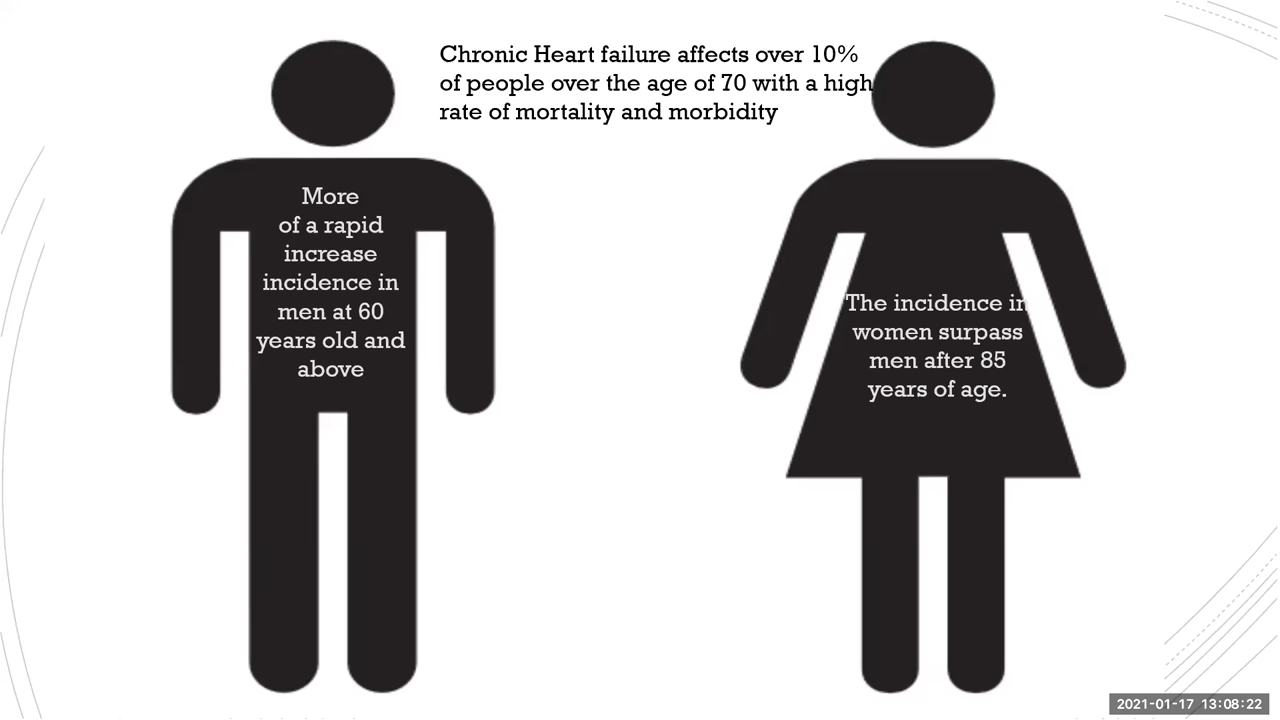 Chronic Heart failure affects over 10%
of people over the age of 70 with a high
rate of mortality and morbidity
More
of a rapid
increase
incidence in
men at 60
years old and
above
The incidence in
women surpass
men after 85
years of age.
2021-01-17 13:08:22